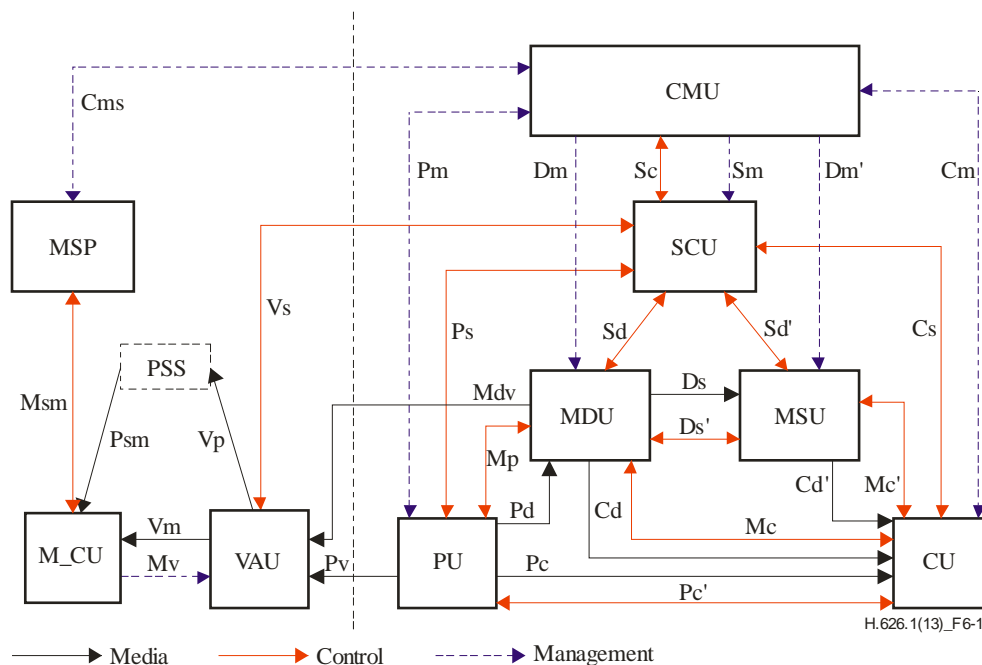 CMU
Cms
Pm
Dm
Sc
Sm
Dm'
Cm
MSP
SCU
Vs
Ps
Sd
Sd'
Cs
PSS
Msm
Psm
Vp
Mdv
MDU
Ds
Ds'
MSU
Mp
Cd'
Mc'
Pd
Cd
Mc
M_CU
Vm
Mv
VAU
Pv
PU
Pc
Pc'
CU
H.626.1(13)_F6-1
Media
Control
Management